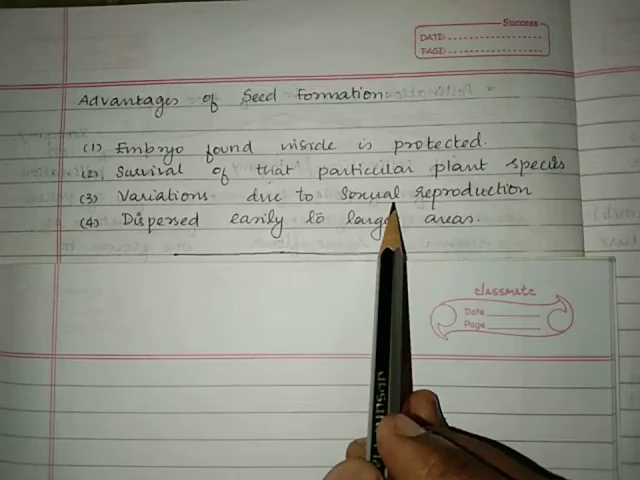 Success
DATE:
PAGE:
Advantages of Seed Formation
(1) Embryo found inside is protected.
(2) Survival of that particular plant species
(3) Variations due to sexual reproduction
(4) Dispersed easily to large areas.
classmate
Date
Page